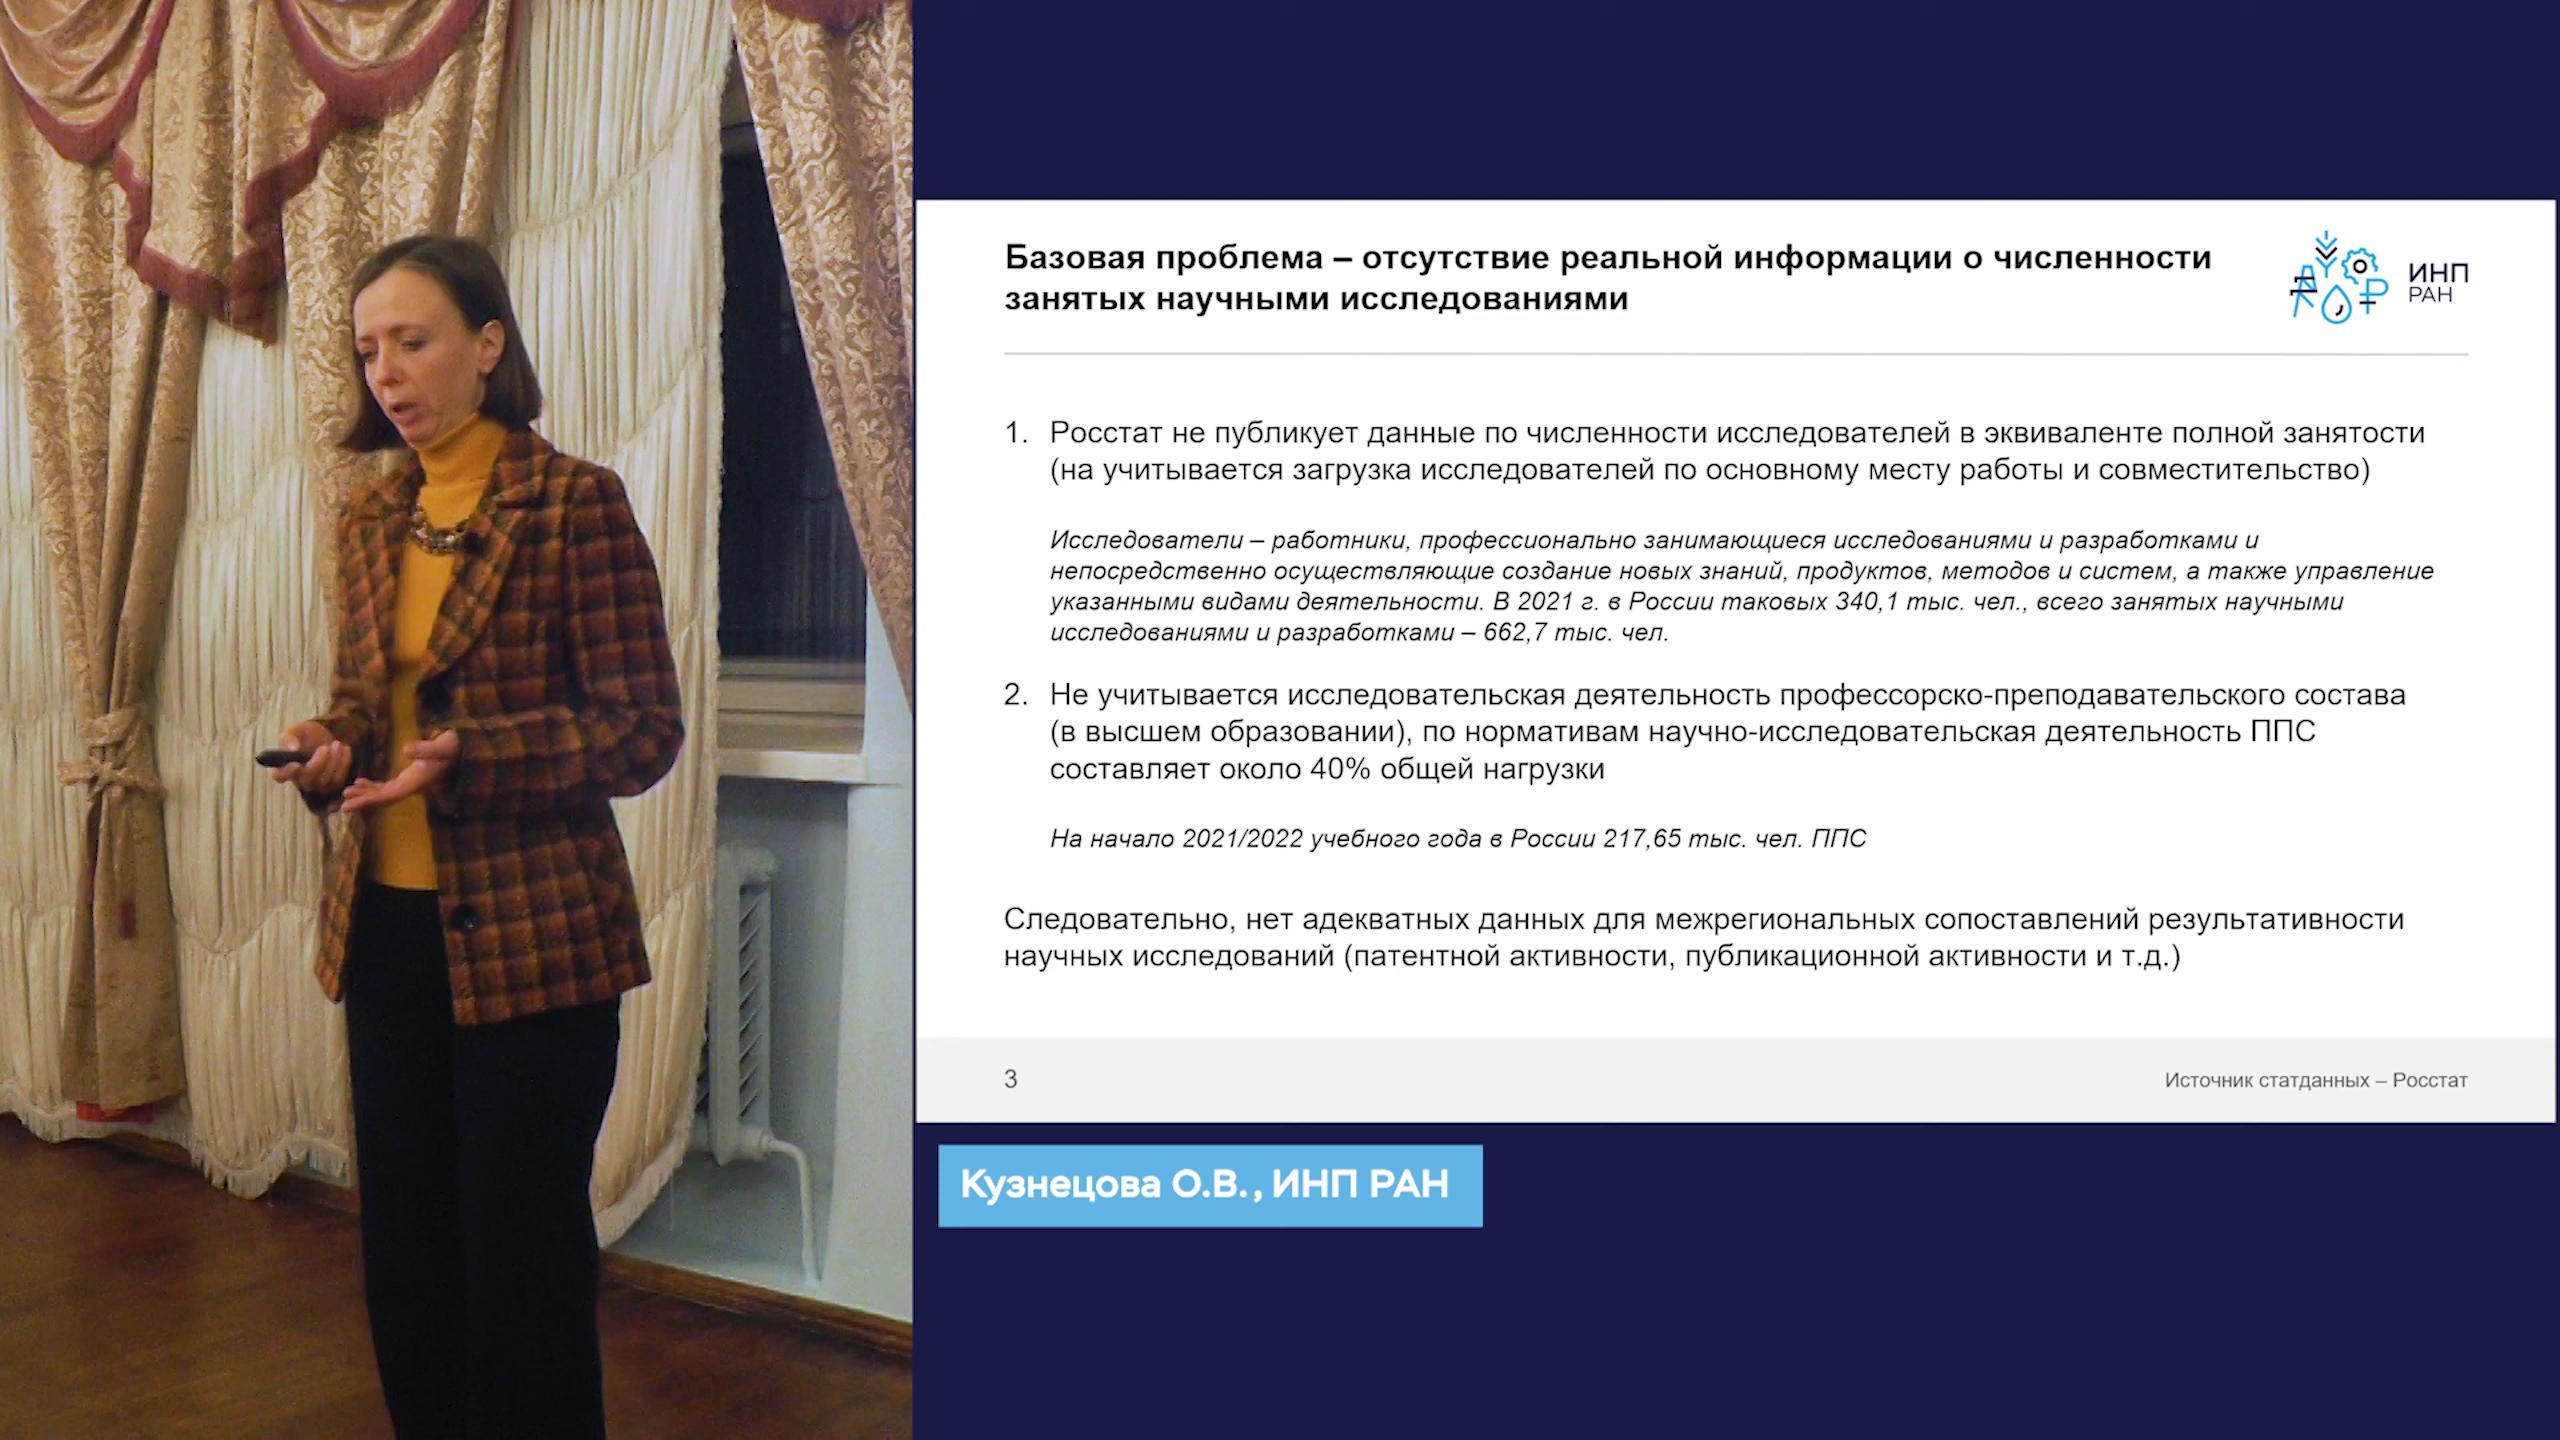 Базовая проблема – отсутствие реальной информации о численности
занятых научными исследованиями
ИНП
РАН
1. Росстат не публикует данные по численности исследователей в эквиваленте полной занятости
(на учитывается загрузка исследователей по основному месту работы и совместительство)
Исследователи – работники, профессионально занимающиеся исследованиями и разработками и
непосредственно осуществляющие создание новых знаний, продуктов, методов и систем, а также управление
указанными видами деятельности. В 2021 г. в России таковых 340,1 тыс. чел., всего занятых научными
исследованиями и разработками – 662,7 тыс. чел.
2. Не учитывается исследовательская деятельность профессорско-преподавательского состава
(в высшем образовании), по нормативам научно-исследовательская деятельность ППС
составляет около 40% общей нагрузки
На начало 2021/2022 учебного года в России 217,65 тыс. чел. ППС
Следовательно, нет адекватных данных для межрегиональных сопоставлений результативности
научных исследований (патентной активности, публикационной активности и т.д.)
3
Источник статданных – Росстат
Кузнецова О.В., ИНП РАН